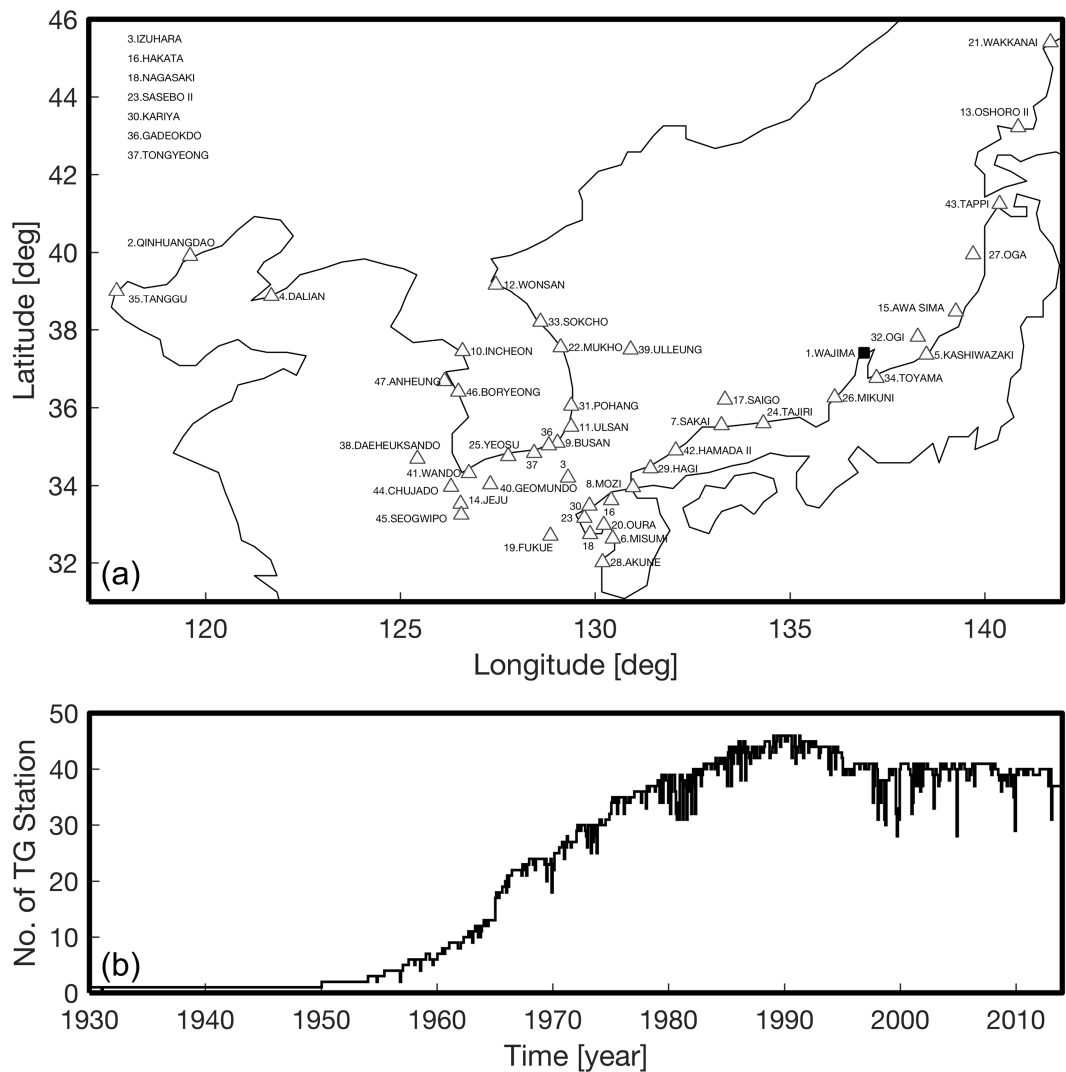 46
3.IZUHARA
21.WAKKANAI
16.HAKATA
18.NAGASAKI
44
23.SASEBO II
13.OSHORO II
30.KARIYA
36.GADEOKDO
37.TONGYEONG
42
43.TAPPI
2.QINHUANGDAO
40
27.OGA
12.WONSAN
35.TANGGU
4.DALIAN
15.AWA SIMA
33.SOKCHO
38
32.OGI
10.INCHEON
22.MUKHO
39.ULLEUNG
1.WAJIMA
5.KASHIWAZAKI
47.ANHEUNG
34.TOYAMA
46.BORYEONG
17.SAIGO
26.MIKUNI
36
31.POHANG
24.TAJIRI
7.SAKAI
11.ULSAN
36
38.DAEHEUKSANDO
25.YEOSU
9.BUSAN
42.HAMADA II
37
3
41.WANDO
29.HAGI
34
44.CHUJADO
40.GEOMUNDO
8.MOZI
14.JEJU
30
16
45.SEOGWIPO
23
20.OURA
19.FUKUE
18
6.MISUMI
32
28.AKUNE
(a)
Latitude [deg]
120 125 130 135 140
Longitude [deg]
50
40
30
20
10
0
No. of TG Station
(b)
1930 1940 1950 1960 1970 1980 1990 2000 2010
Time [year]